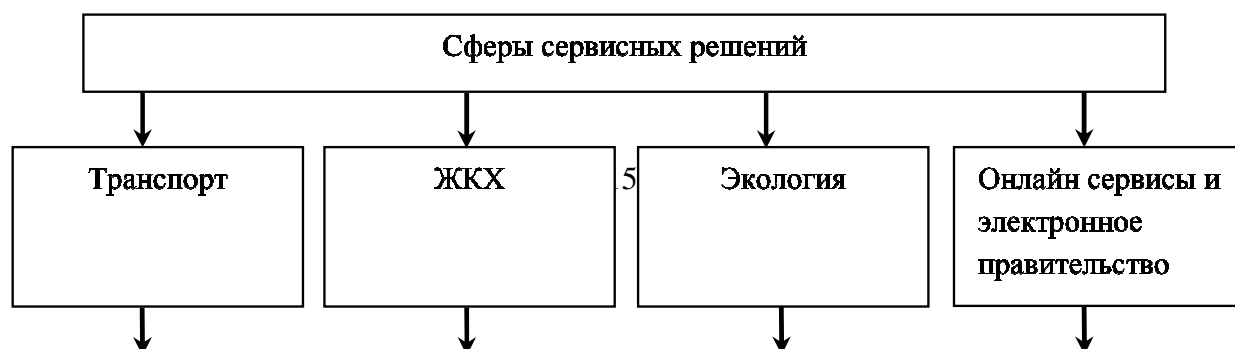 Сферы сервисных решений
Транспорт
ЖКХ
15
Экология
Онлайн сервисы и
электронное
правительство